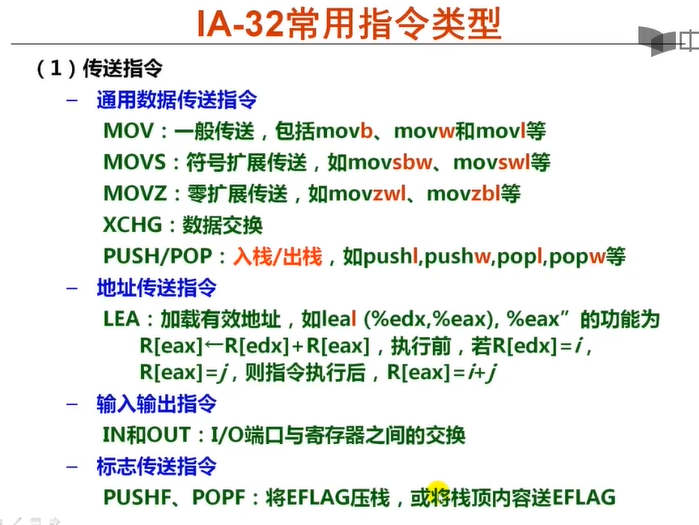 IA-32常用指令类型
中
（1）传送指令
– 通用数据传送指令
MOV：一般传送，包括movb、movw和movl等
MOVS：符号扩展传送，如movsbw、movswl等
MOVZ：零扩展传送，如movzwl、movzbl等
XCHG：数据交换
PUSH/POP：入栈/出栈，如pushl,pushw,popl,popw等
– 地址传送指令
LEA：加载有效地址，如leal (%edx,%eax), %eax”的功能为
R[eax]←R[edx]+R[eax]，执行前，若R[edx]=i，
R[eax]=j，则指令执行后，R[eax]=i+j
– 输入输出指令
IN和OUT：I/O端口与寄存器之间的交换
– 标志传送指令
PUSHF、POPF：将EFLAG压栈，或将栈顶内容送EFLAG